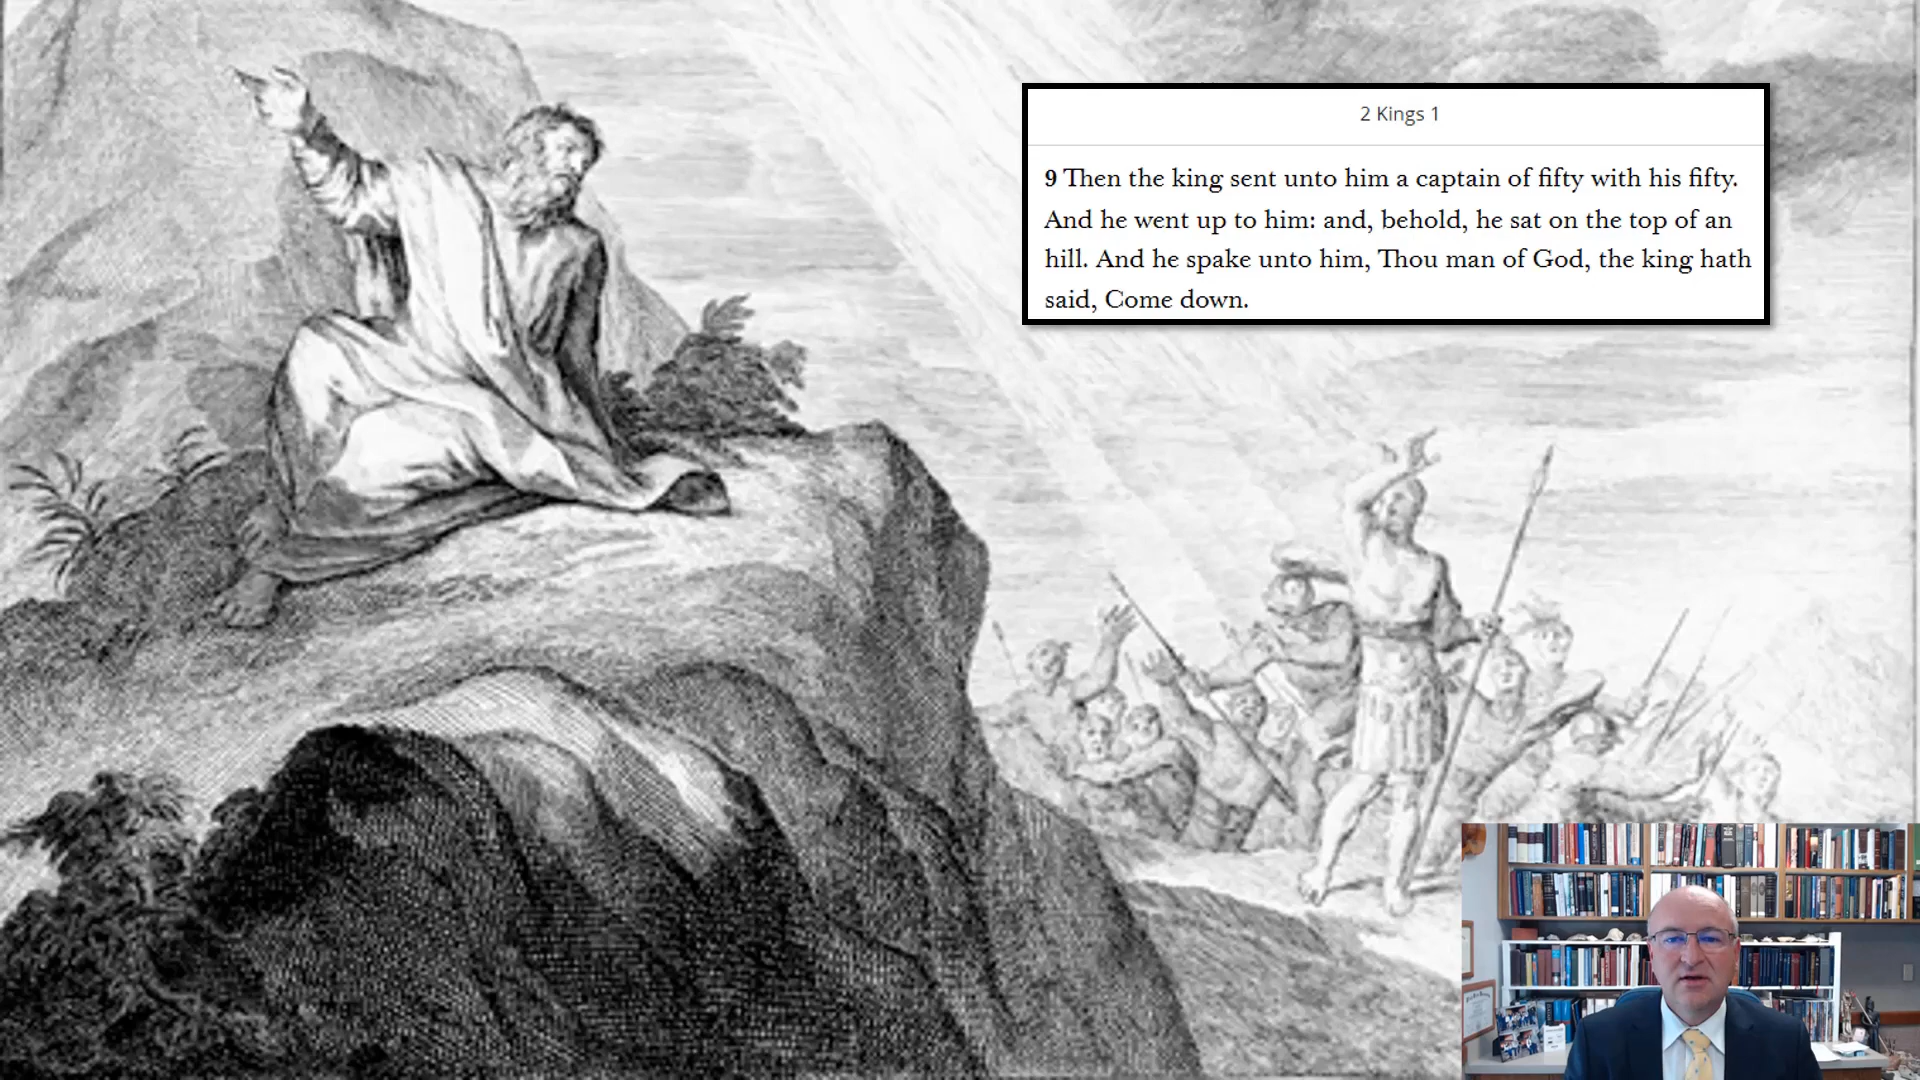 2 Kings 1
9 Then the king sent unto him a captain of fifty with his fifty.
And he went up to him: and, behold, he sat on the top of an
hill. And he spake unto him, Thou man of God, the king hath
said, Come down.